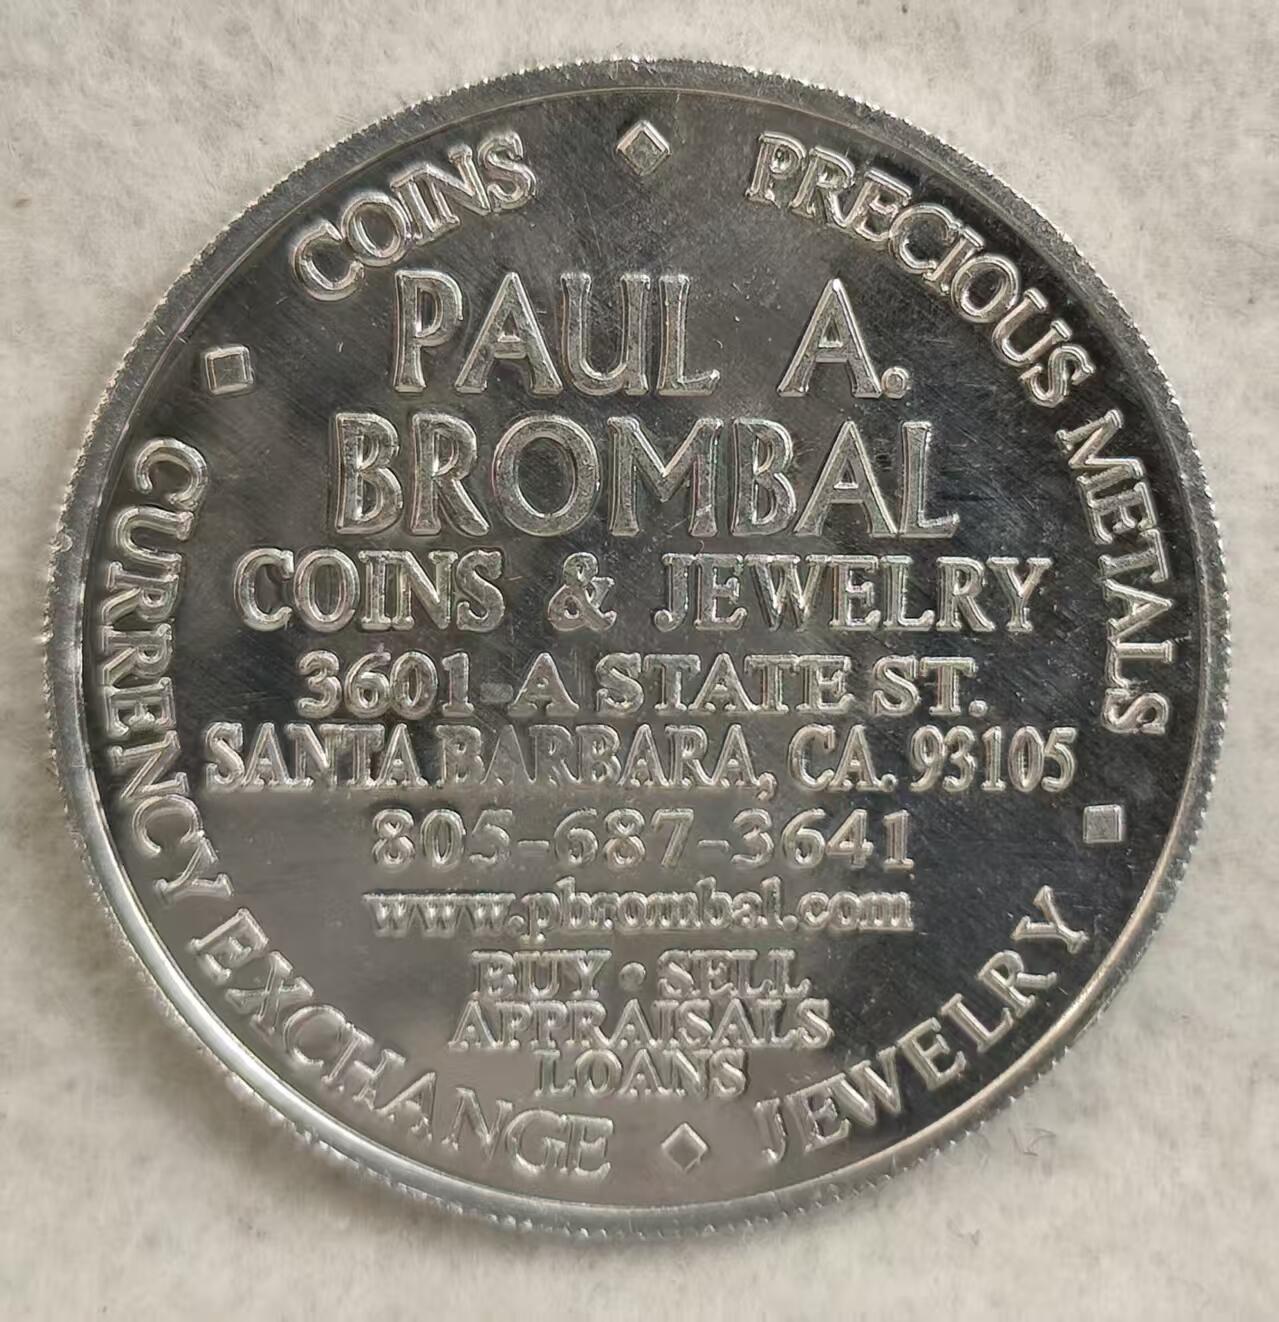 COINS
PRECIOUS METALS
JEWELRY
CURRENCY EXCHANGE
PAUL A.
BROMBAL
COINS & JEWELRY
3601-A STATE ST.
SANTA BARBARA, CA. 93105
805-687-3641
www.pbrombal.com
BUY • SELL
APPRAISALS
LOANS